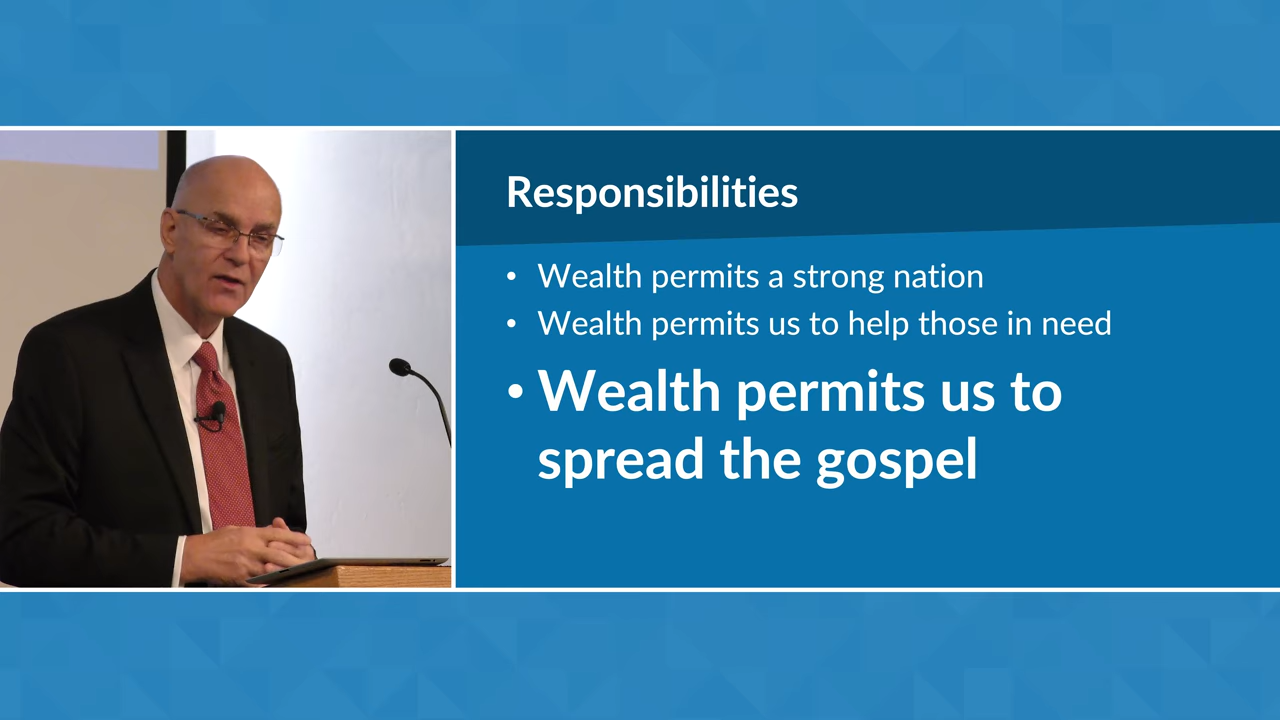 Responsibilities
• Wealth permits a strong nation
• Wealth permits us to help those in need
• Wealth permits us to
spread the gospel